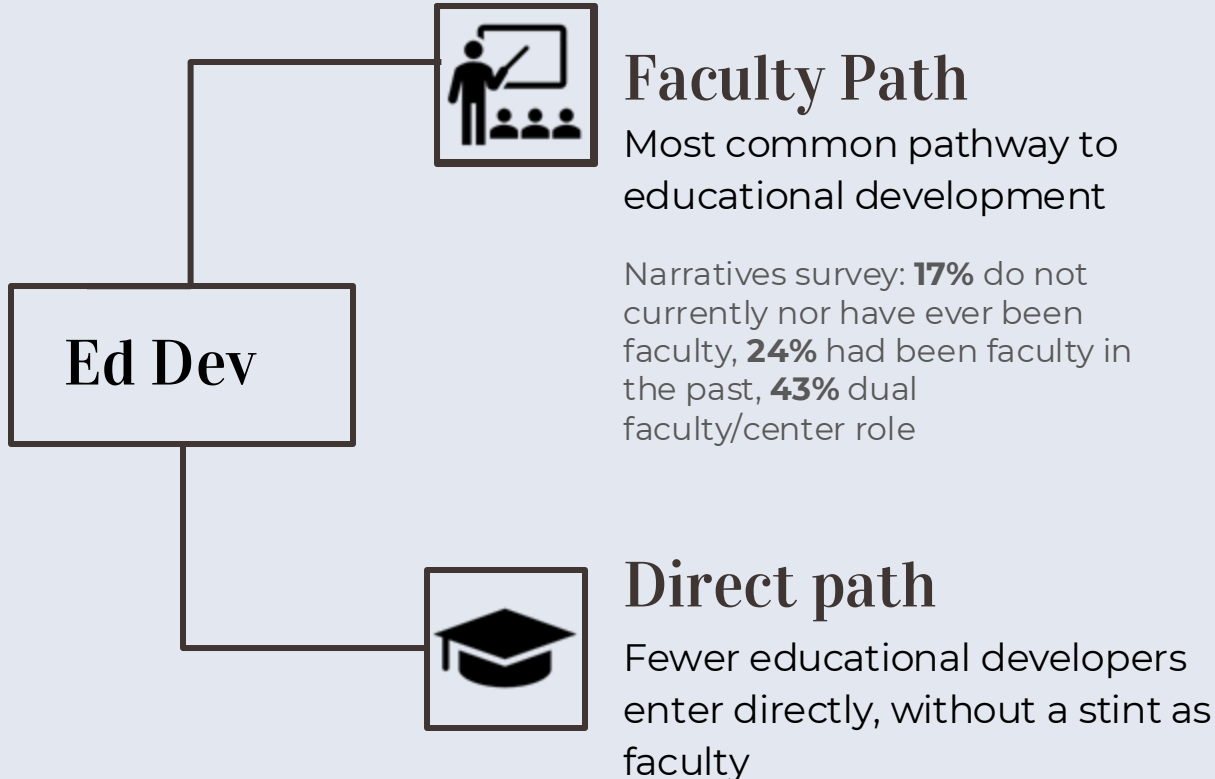 Faculty Path
Most common pathway to
educational development
Narratives survey: 17% do not
currently nor have ever been
faculty, 24% had been faculty in
the past, 43% dual
faculty/center role
Ed Dev
Direct path
Fewer educational developers
enter directly, without a stint as
faculty